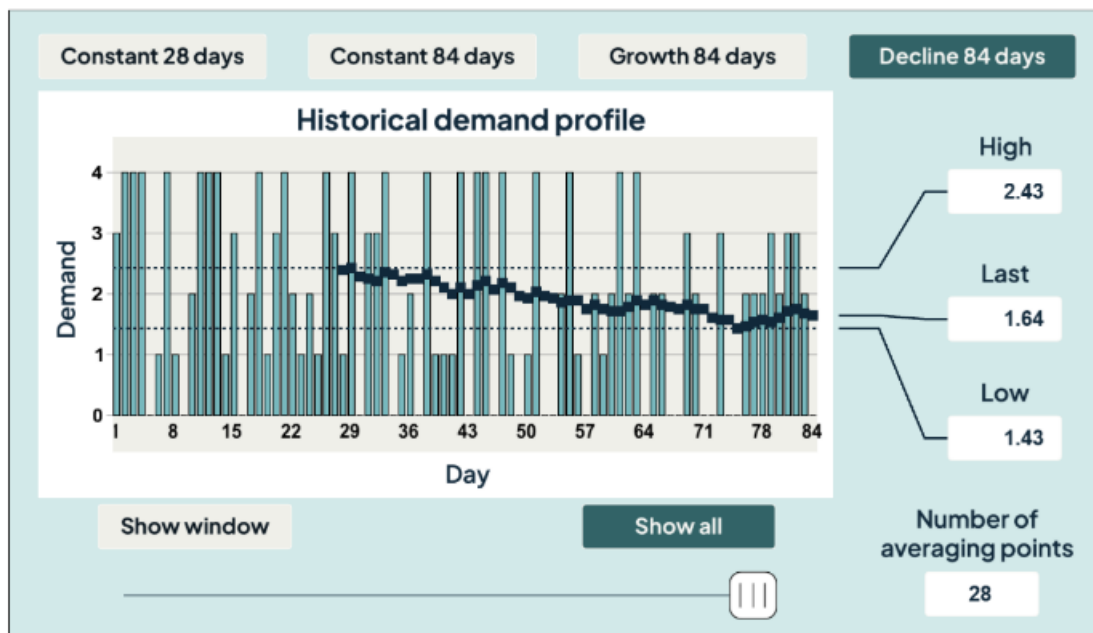 Constant 28 days
Constant 84 days
Growth 84 days
Decline 84 days
Historical demand profile
Demand
4
3
2
1
0
1 8 15 22 29 36 43 50 57 64 71 78 84
Day
High
2.43
Last
1.64
Low
1.43
Show window
Show all
Number of
averaging points
28